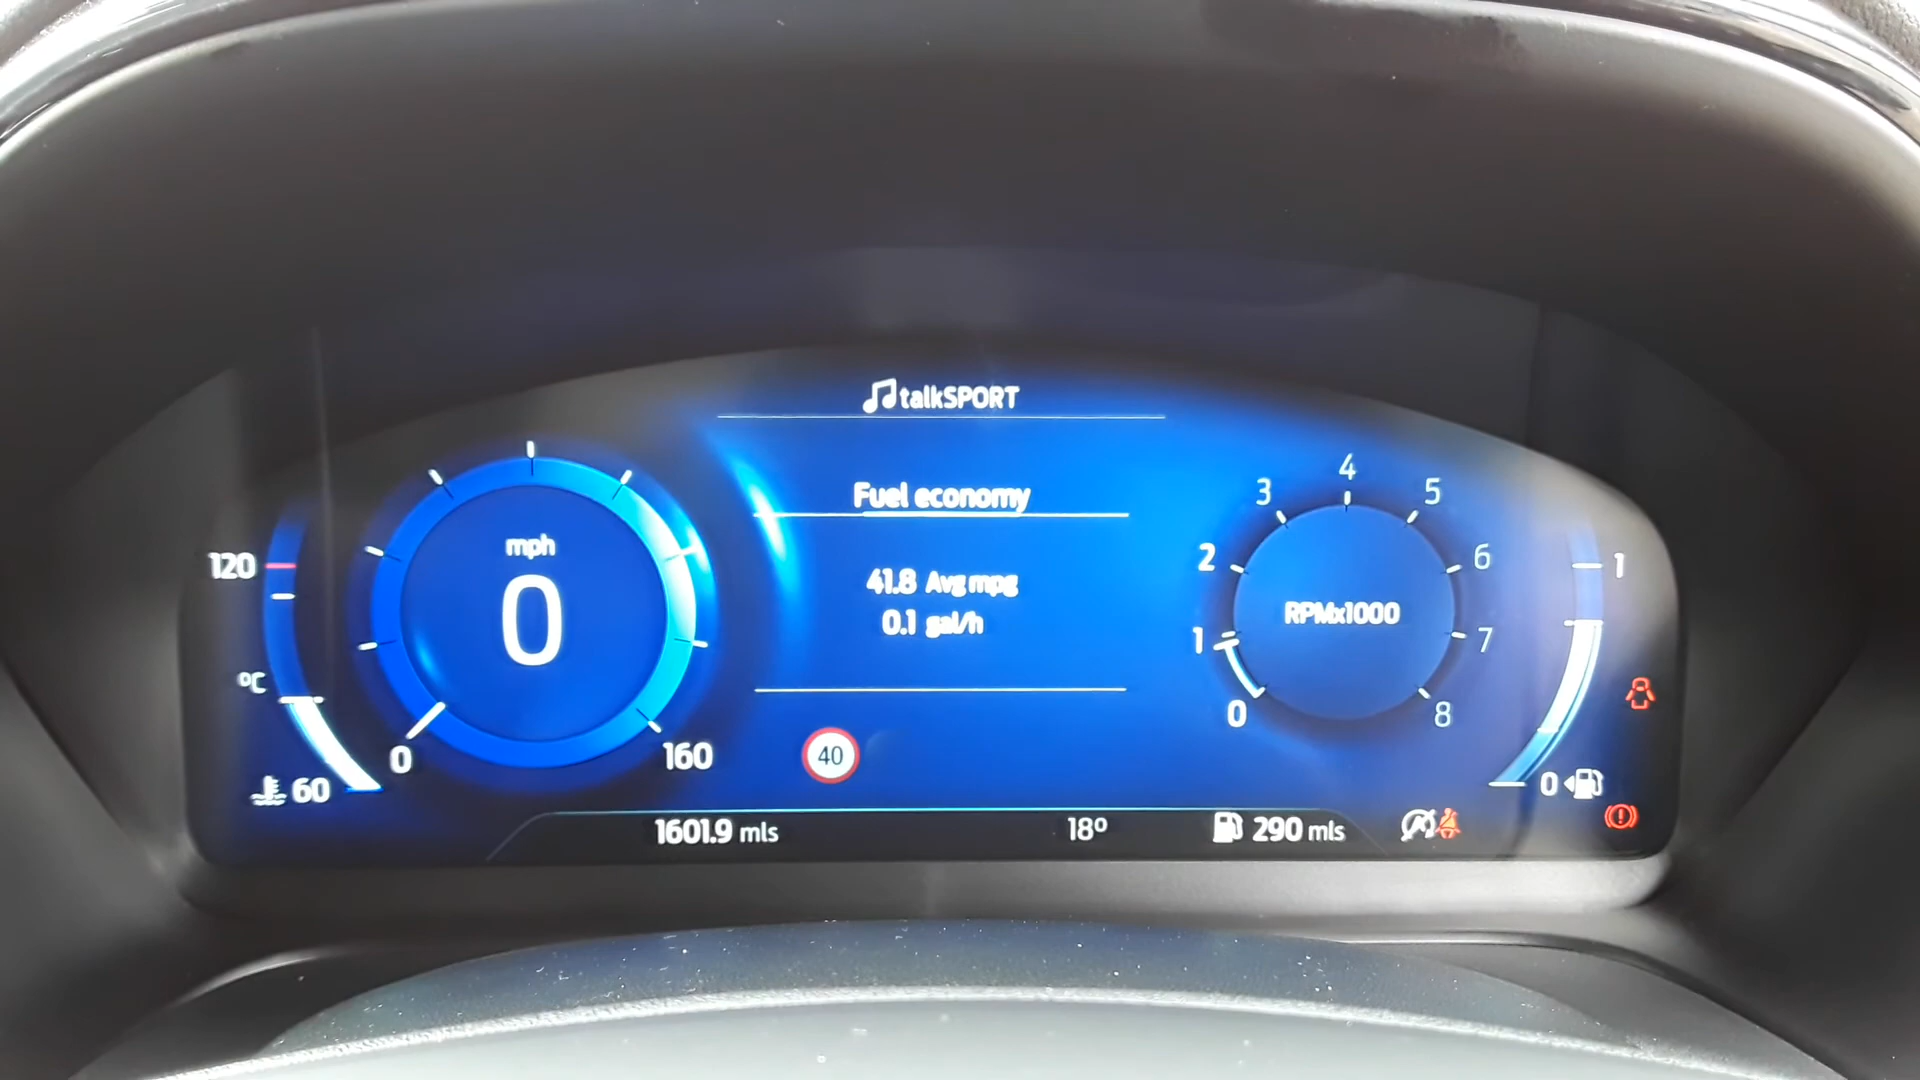 talkSPORT
Fuel economy
41.8 Avg mpg
0.1 gal/h
mph
0
0
160
120
°C
60
40
RPMx1000
0
1
2
3
4
5
6
7
8
1
0
1601.9 mls
18°
290 mls